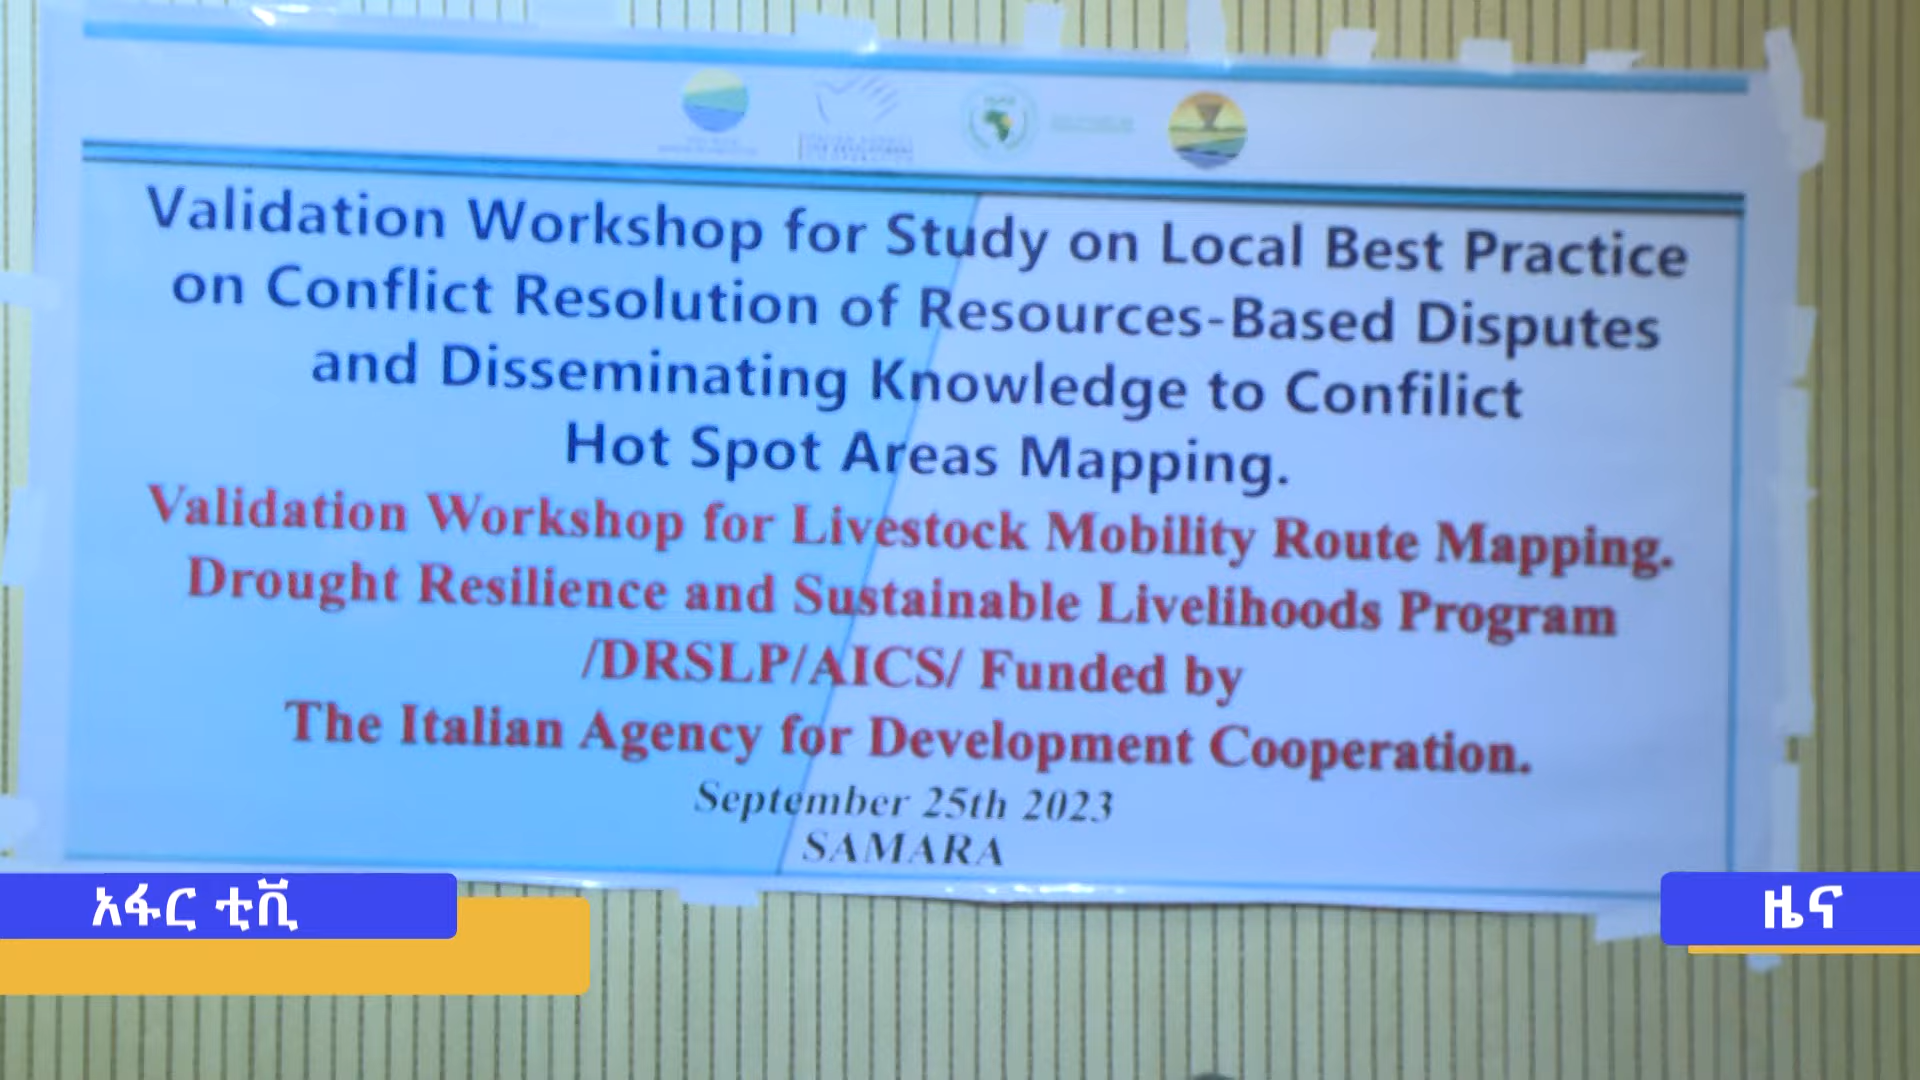 Validation Workshop for Study on Local Best Practice
on Conflict Resolution of Resources-Based Disputes
and Disseminating Knowledge to Confilict
Hot Spot Areas Mapping.
Validation Workshop for Livestock Mobility Route Mapping.
Drought Resilience and Sustainable Livelihoods Program
/DRSLP/AICS/ Funded by
The Italian Agency for Development Cooperation.
September 25th 2023
SAMARA
አፋር ቲቪ
ዜና